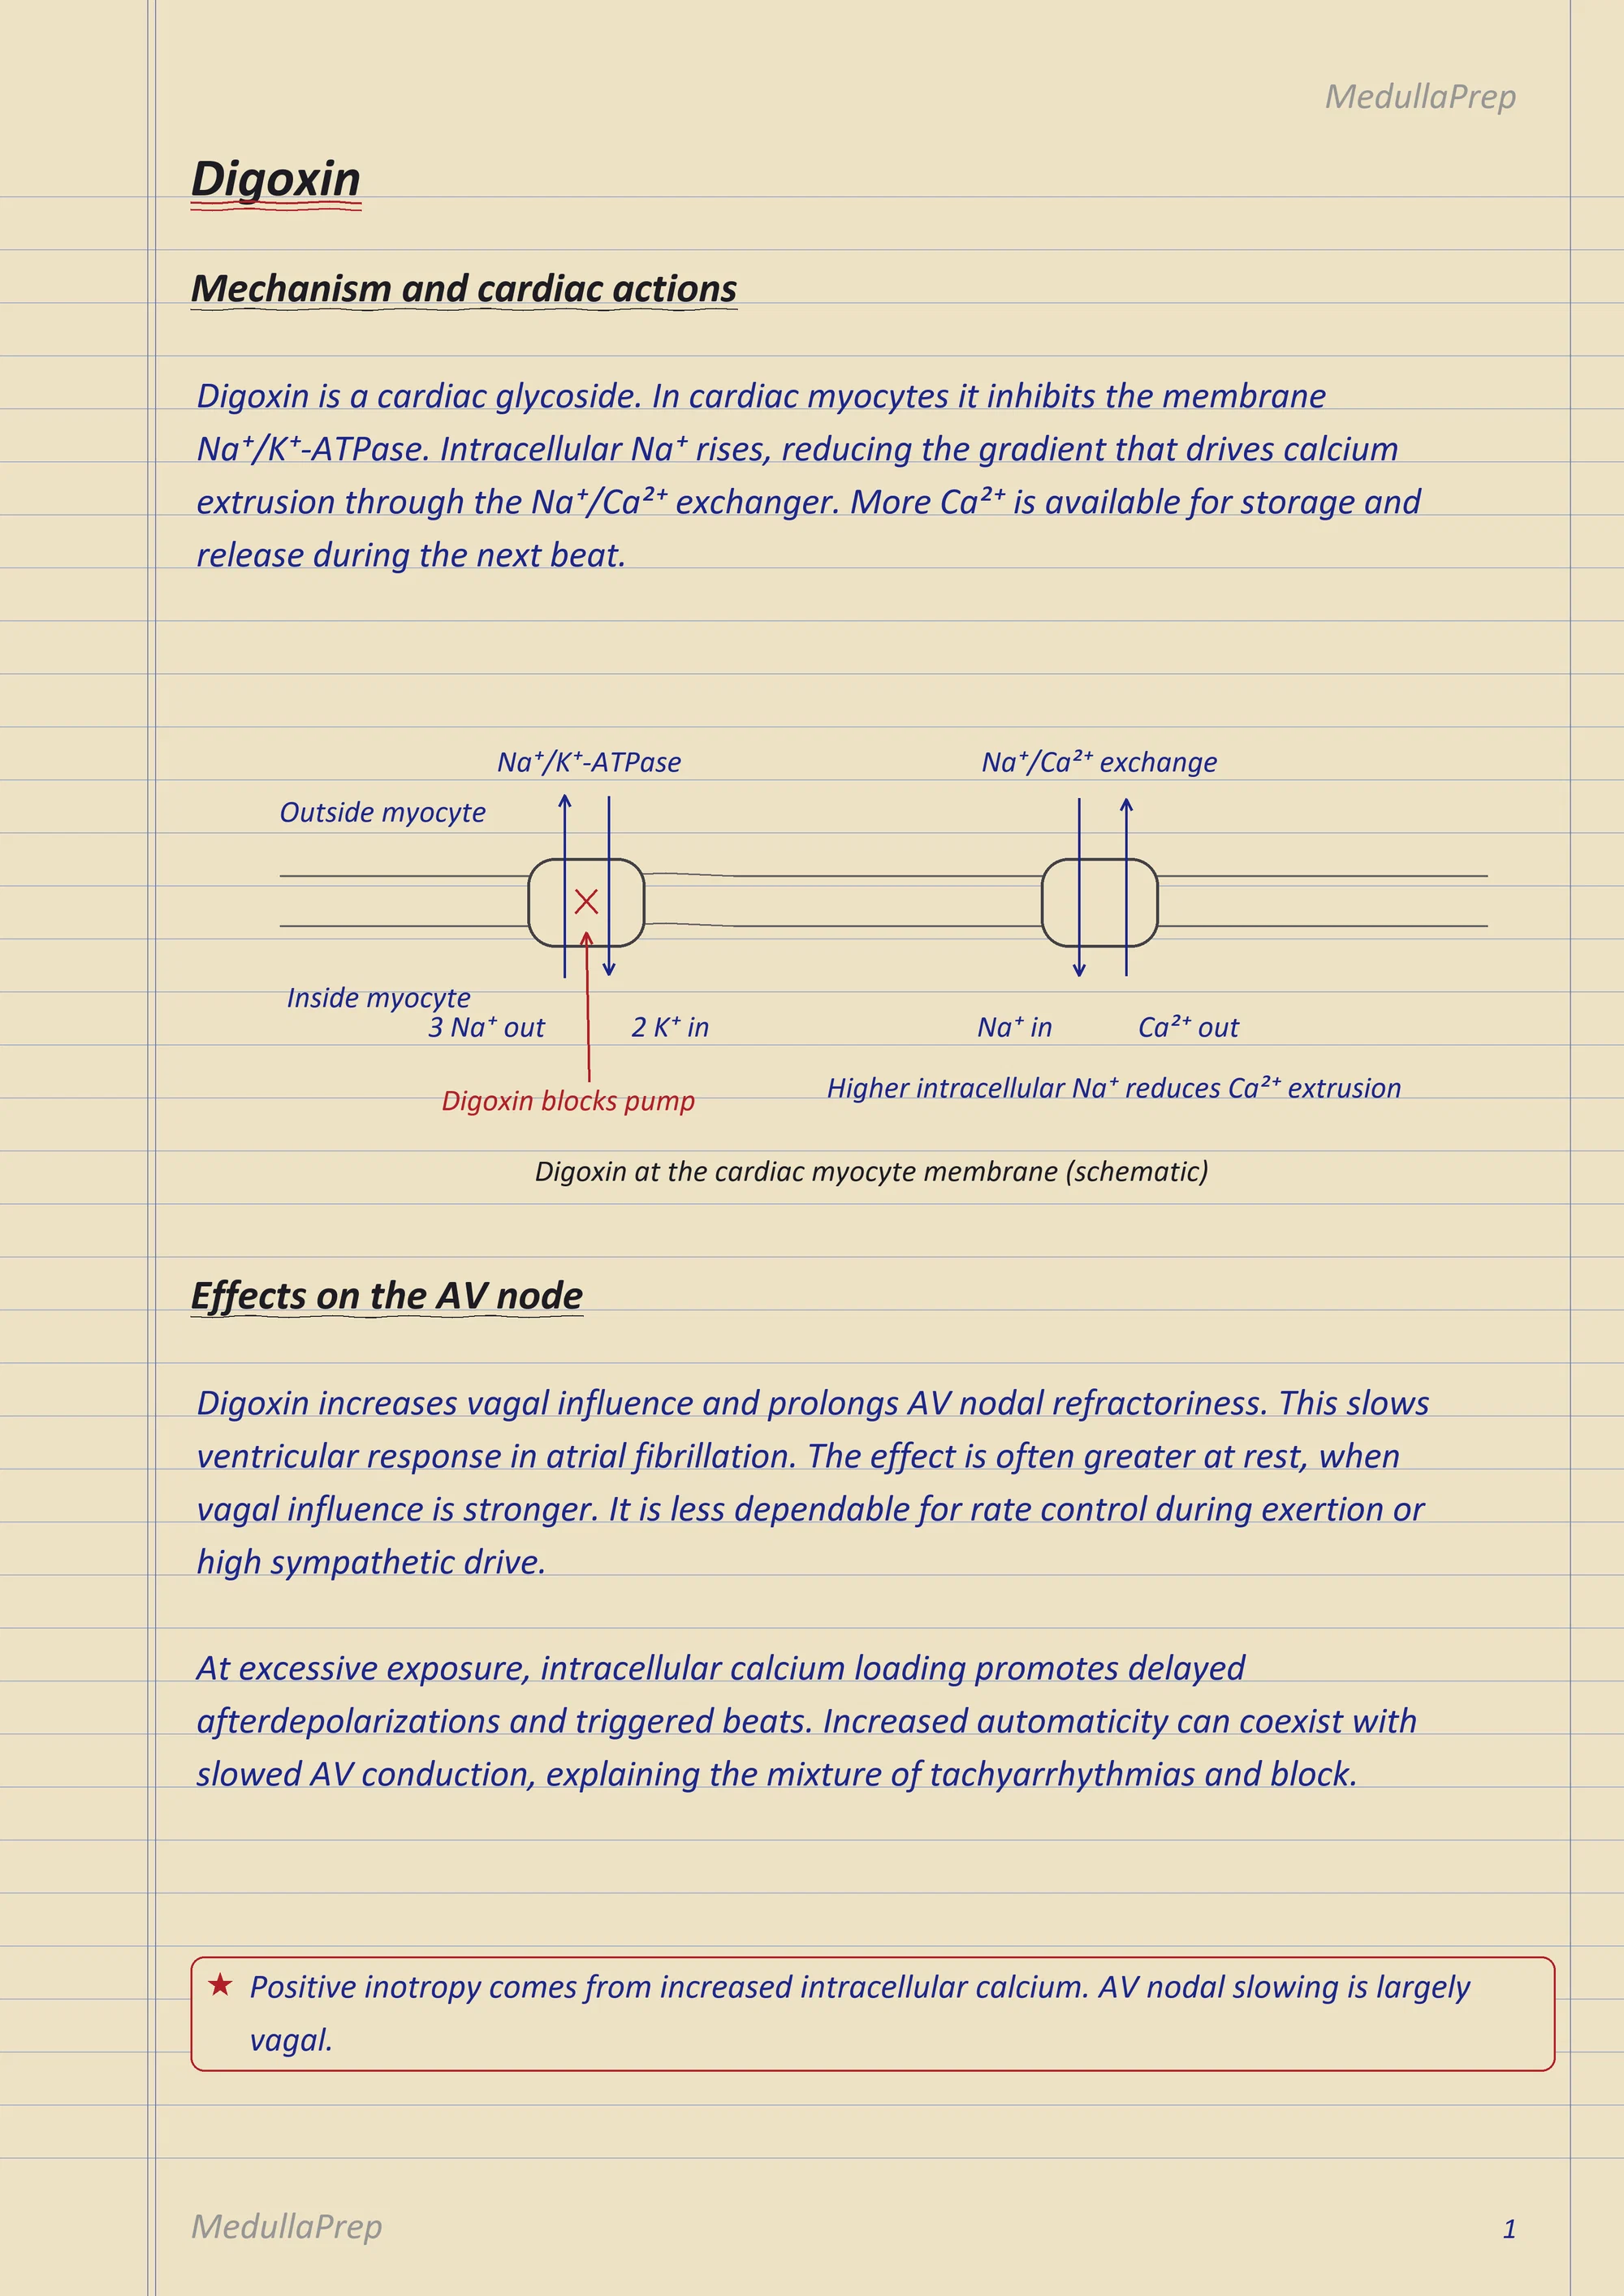 MedullaPrep
Digoxin
Mechanism and cardiac actions
Digoxin is a cardiac glycoside. In cardiac myocytes it inhibits the membrane
Na⁺/K⁺-ATPase. Intracellular Na⁺ rises, reducing the gradient that drives calcium
extrusion through the Na⁺/Ca²⁺ exchanger. More Ca²⁺ is available for storage and
release during the next beat.
Na⁺/K⁺-ATPase
Na⁺/Ca²⁺ exchange
Outside myocyte
Inside myocyte
3 Na⁺ out
2 K⁺ in
Na⁺ in
Ca²⁺ out
Digoxin blocks pump
Higher intracellular Na⁺ reduces Ca²⁺ extrusion
Digoxin at the cardiac myocyte membrane (schematic)
Effects on the AV node
Digoxin increases vagal influence and prolongs AV nodal refractoriness. This slows
ventricular response in atrial fibrillation. The effect is often greater at rest, when
vagal influence is stronger. It is less dependable for rate control during exertion or
high sympathetic drive.
At excessive exposure, intracellular calcium loading promotes delayed
afterdepolarizations and triggered beats. Increased automaticity can coexist with
slowed AV conduction, explaining the mixture of tachyarrhythmias and block.
★ Positive inotropy comes from increased intracellular calcium. AV nodal slowing is largely
vagal.
MedullaPrep
1